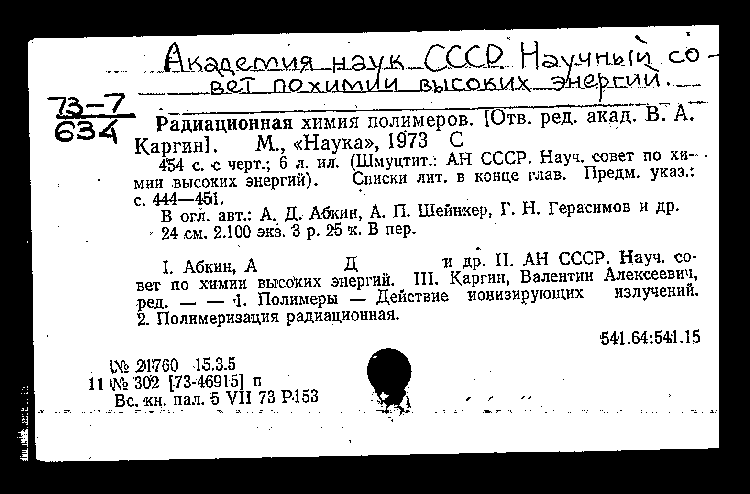 Академия наук СССР. Научный со-
вет по химии высоких энергий.
73-7
634
Радиационная химия полимеров. [Отв. ред. акад. В. А.
Каргин]. М., «Наука», 1973 С
454 с. с черт.; 6 л. ил. (Шмуцтит.: АН СССР. Науч. совет по хи-
мии высоких энергий). Списки лит. в конце глав. Предм. указ.:
с. 444—451.
В огл. авт.: А. Д. Абкин, А. П. Шейнкер, Г. Н. Герасимов и др.
24 см. 2.100 экз. 3 р. 25 к. В пер.
I. Абкин, А Д и др. II. АН СССР. Науч. со-
вет по химии высоких энергий. III. Каргин, Валентин Алексеевич,
ред. — — 1. Полимеры — Действие ионизирующих излучений.
2. Полимеризация радиационная.
541.64:541.15
№ 21760 15.3.5
11 № 302 [73-46915] п
Вс. кн. пал. 5 VII 73 Р-153